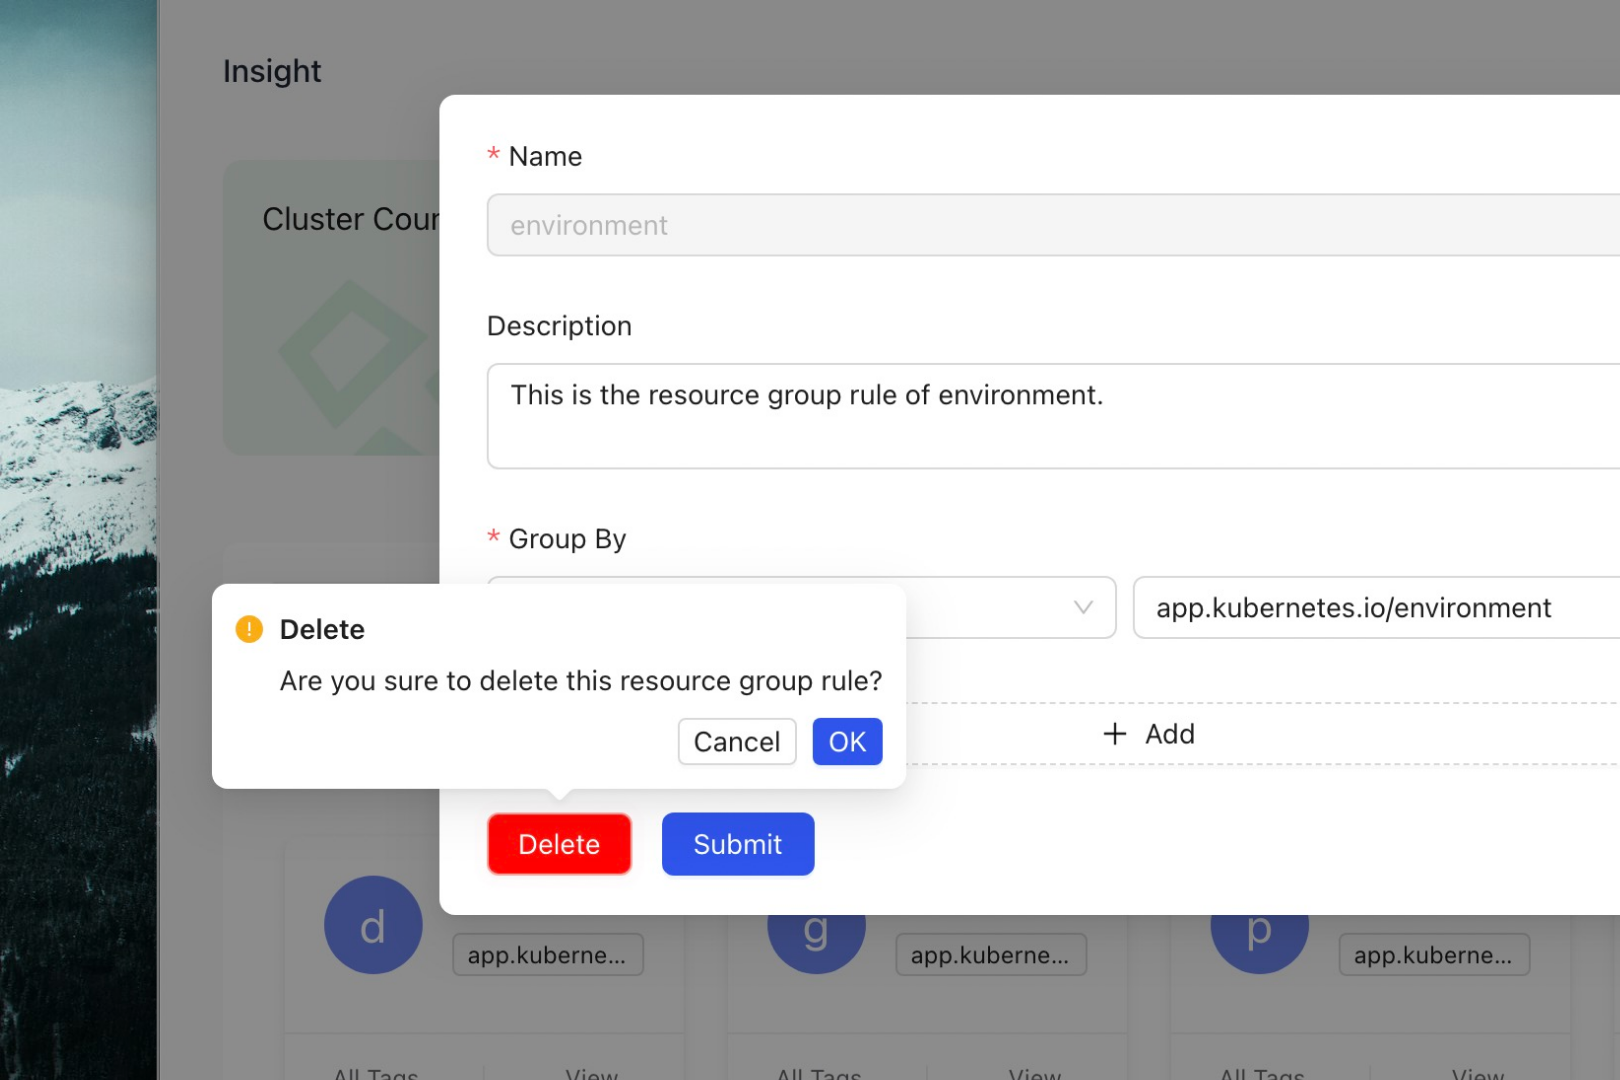 Insight
Cluster Cour
* Name
environment
Description
This is the resource group rule of environment.
* Group By
app.kubernetes.io/environment
! Delete
Are you sure to delete this resource group rule?
Cancel OK
+ Add
Delete Submit
d app.kuberne...
g app.kuberne...
p app.kuberne...
All Tags View All Tags View All Tags View